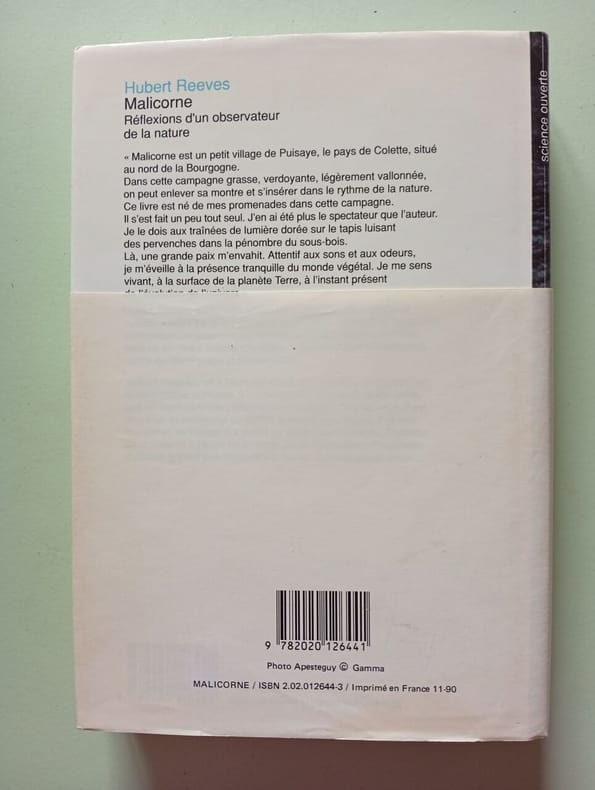 Hubert Reeves
Malicorne
Réflexions d'un observateur
de la nature
« Malicorne est un petit village de Puisaye, le pays de Colette, situé
au nord de la Bourgogne.
Dans cette campagne grasse, verdoyante, légèrement vallonnée,
on peut enlever sa montre et s'insérer dans le rythme de la nature.
Ce livre est né de mes promenades dans cette campagne.
Il s'est fait un peu tout seul. J'en ai été plus le spectateur que l'auteur.
Je le dois aux traînées de lumière dorée sur le tapis luisant
des pervenches dans la pénombre du sous-bois.
Là, une grande paix m'envahit. Attentif aux sons et aux odeurs,
je m'éveille à la présence tranquille du monde végétal. Je me sens
vivant, à la surface de la planète Terre, à l'instant présent
de l'évolution de l'univers
science ouverte
9 782020 126441
Photo Apesteguy © Gamma
MALICORNE / ISBN 2.02.012644-3 / Imprimé en France 11-90